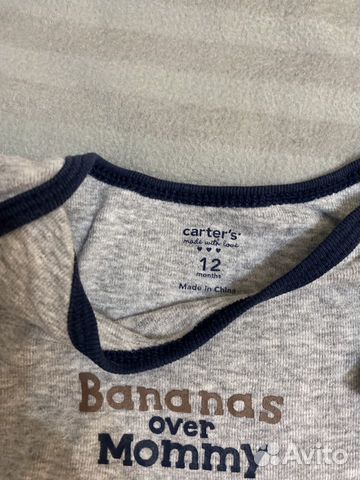 carter's
made with love
12
months
Made in China
Bananas
over
Mommy
Avito